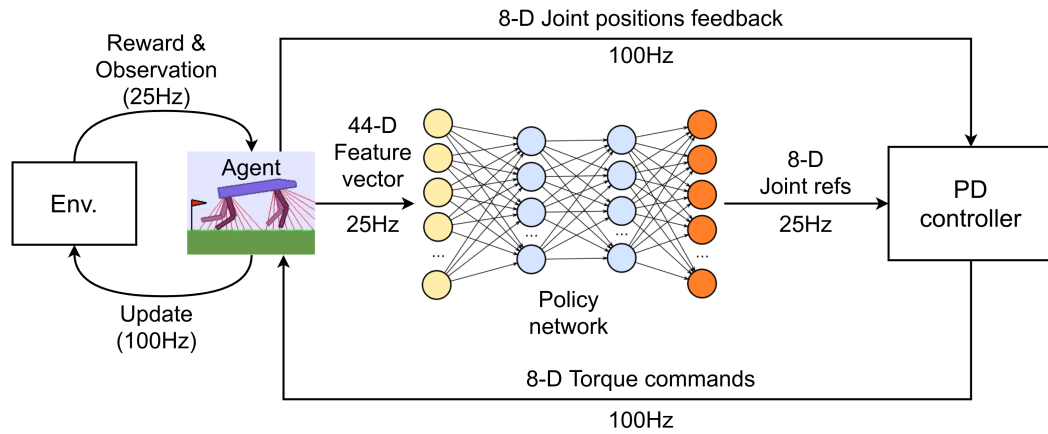 8-D Joint positions feedback
100Hz
Reward &
Observation
(25Hz)
Env.
Agent
Update
(100Hz)
44-D
Feature
vector
25Hz
...
...
...
...
Policy
network
8-D
Joint refs
25Hz
PD
controller
8-D Torque commands
100Hz